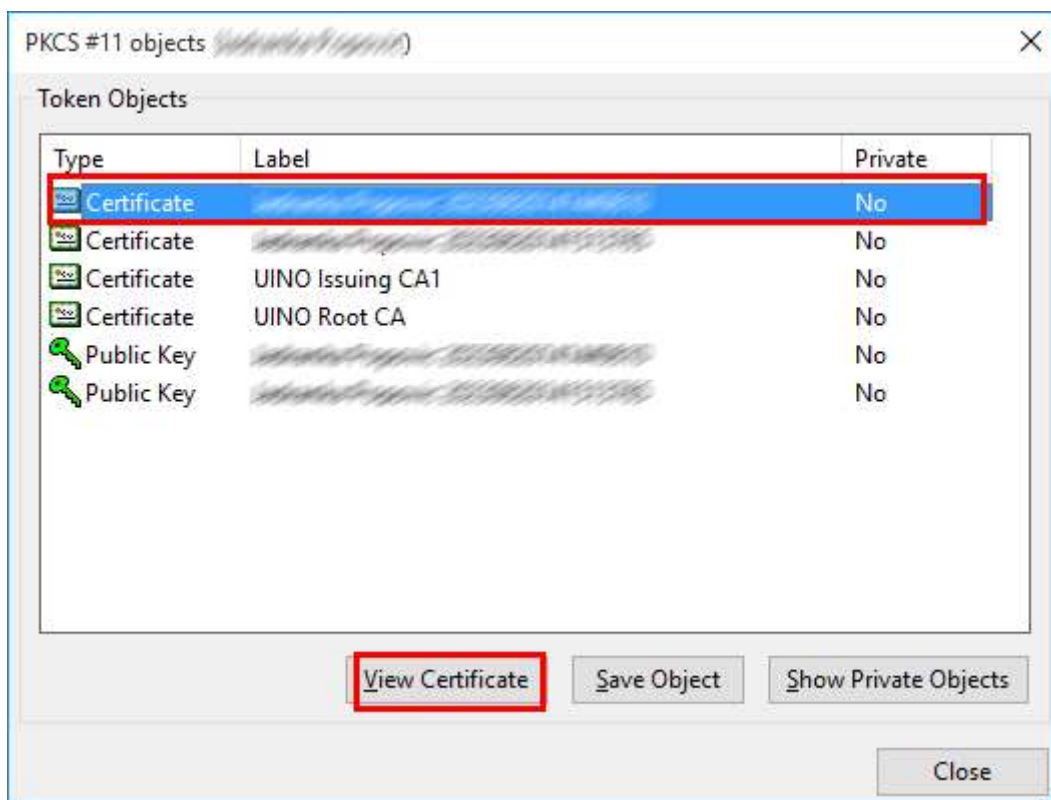 PKCS #11 objects
Token Objects
Type Label Private
Certificate No
Certificate No
Certificate UINO Issuing CA1 No
Certificate UINO Root CA No
Public Key No
Public Key No
View Certificate Save Object Show Private Objects
Close